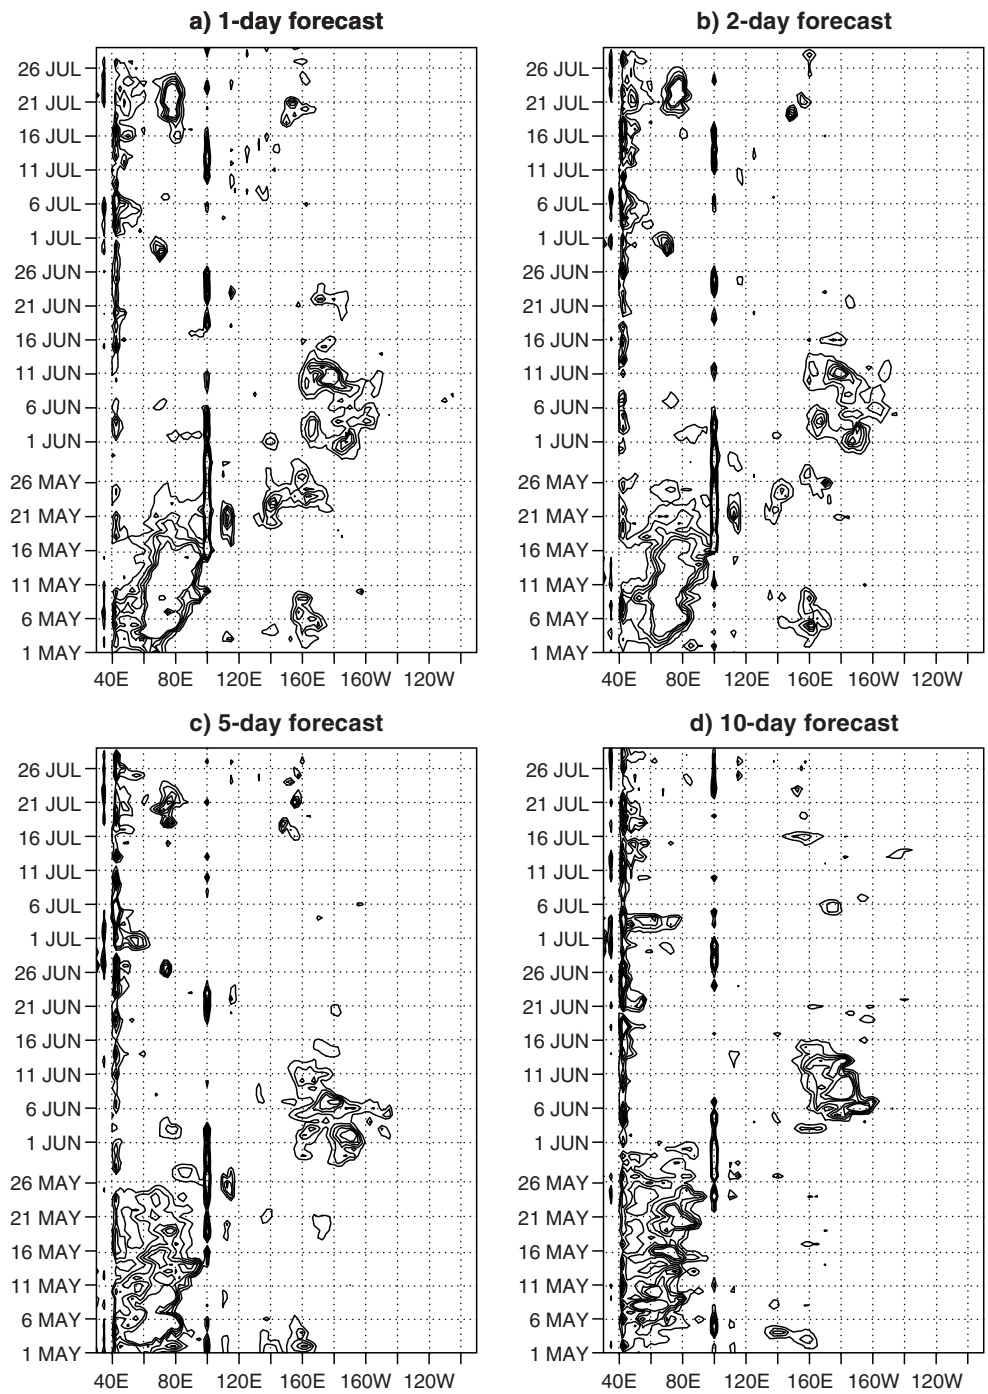 a) 1-day forecast
b) 2-day forecast
26 JUL
21 JUL
16 JUL
11 JUL
6 JUL
1 JUL
26 JUN
21 JUN
16 JUN
11 JUN
6 JUN
1 JUN
26 MAY
21 MAY
16 MAY
11 MAY
6 MAY
1 MAY
40E 80E 120E 160E 160W 120W
26 JUL
21 JUL
16 JUL
11 JUL
6 JUL
1 JUL
26 JUN
21 JUN
16 JUN
11 JUN
6 JUN
1 JUN
26 MAY
21 MAY
16 MAY
11 MAY
6 MAY
1 MAY
40E 80E 120E 160E 160W 120W
c) 5-day forecast
d) 10-day forecast
26 JUL
21 JUL
16 JUL
11 JUL
6 JUL
1 JUL
26 JUN
21 JUN
16 JUN
11 JUN
6 JUN
1 JUN
26 MAY
21 MAY
16 MAY
11 MAY
6 MAY
1 MAY
40E 80E 120E 160E 160W 120W
26 JUL
21 JUL
16 JUL
11 JUL
6 JUL
1 JUL
26 JUN
21 JUN
16 JUN
11 JUN
6 JUN
1 JUN
26 MAY
21 MAY
16 MAY
11 MAY
6 MAY
1 MAY
40E 80E 120E 160E 160W 120W